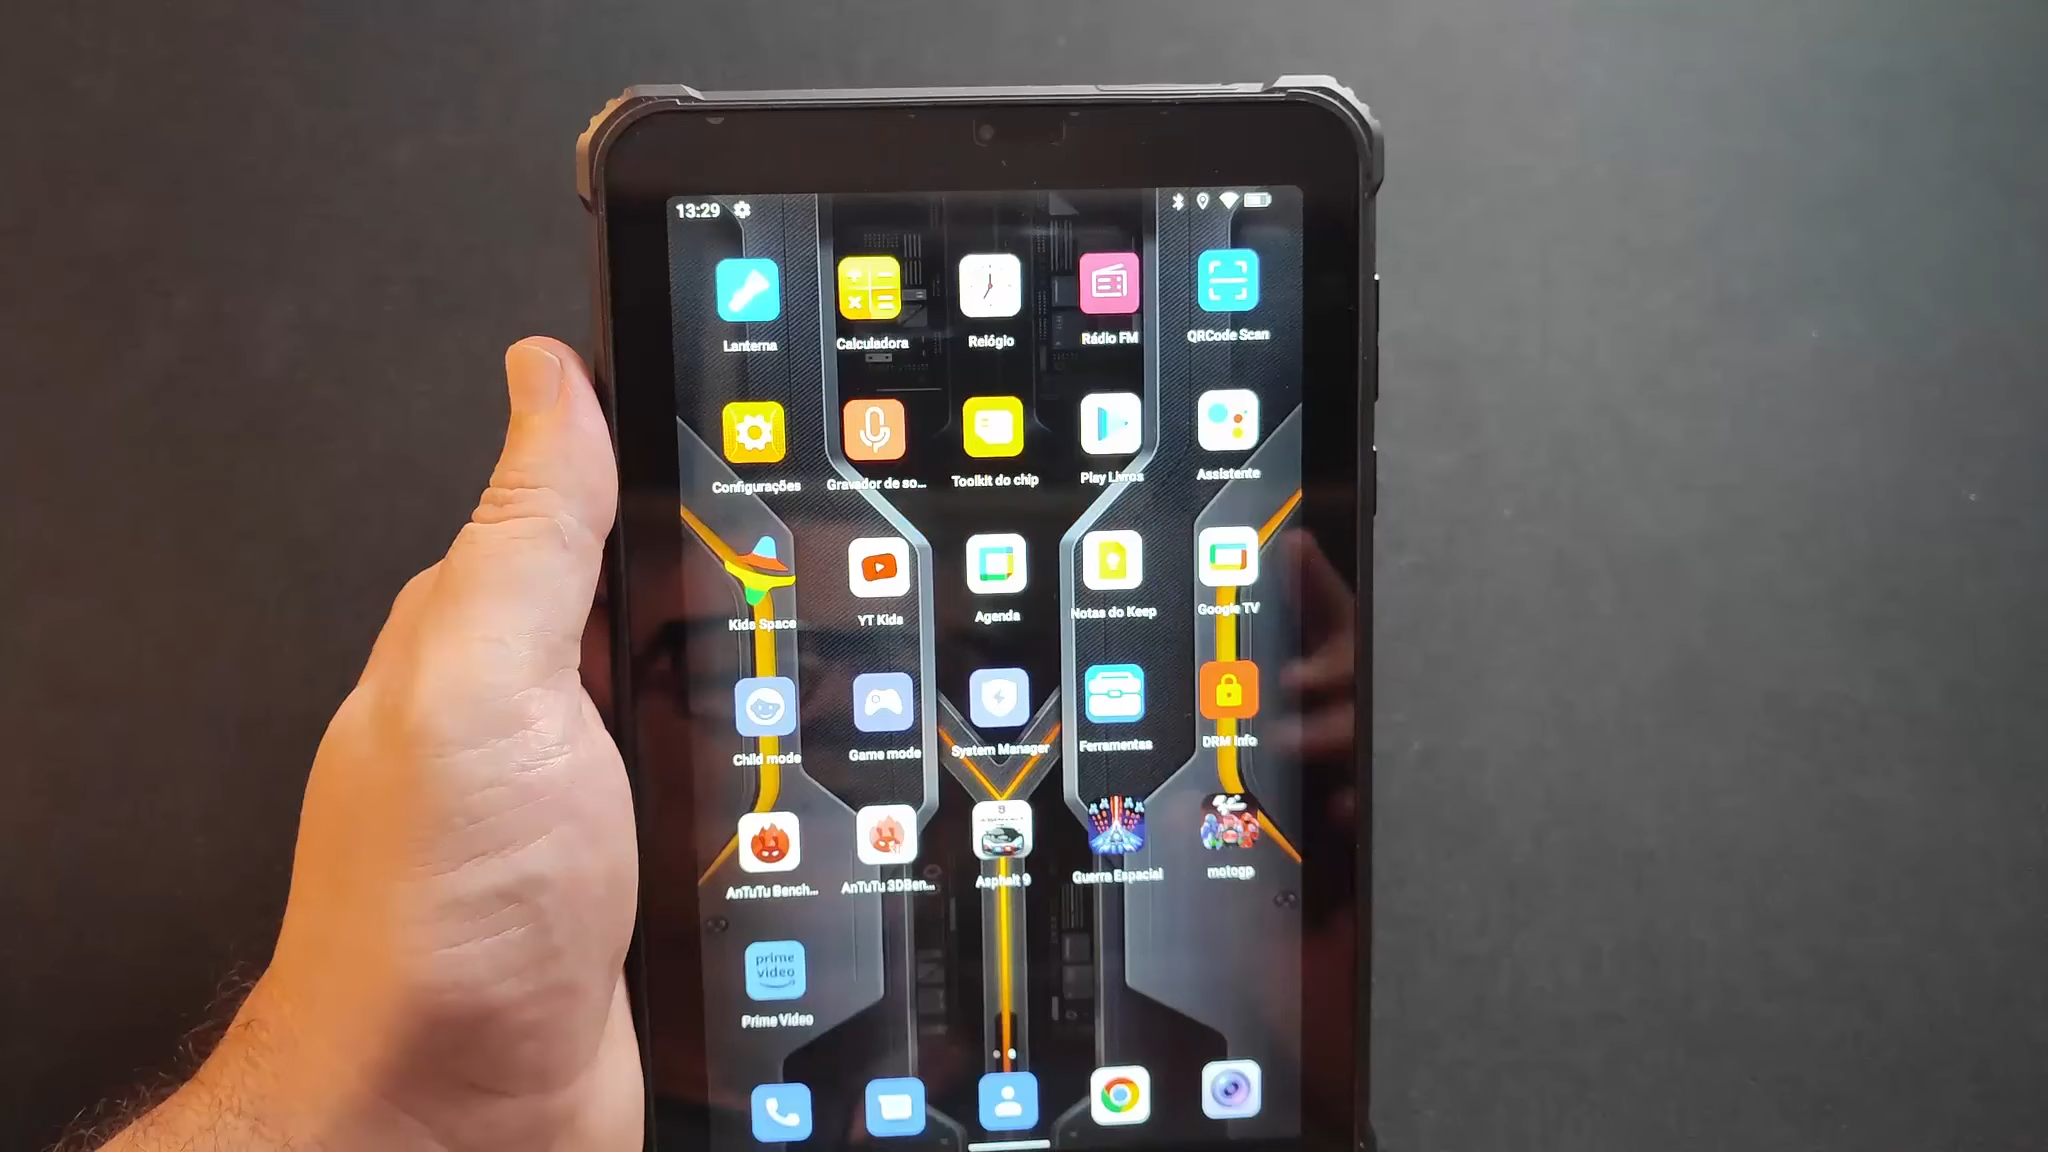 13:29
Lanterna
Calculadora
Relógio
Rádio FM
QRCode Scan
Configurações
Gravador de so...
Toolkit do chip
Play Livros
Assistente
Kids Space
YT Kids
Agenda
Notas do Keep
Google TV
Child mode
Game mode
System Manager
Ferramentas
DRM Info
AnTuTu Bench...
AnTuTu 3DBen...
Asphalt 9
Guerra Espacial
motogp
prime
video
Prime Video